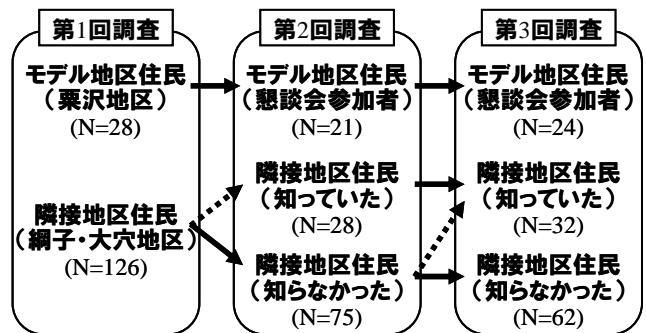 第1回調査
モデル地区住民
(粟沢地区)
(N=28)
隣接地区住民
(綱子・大穴地区)
(N=126)
第2回調査
モデル地区住民
(懇談会参加者)
(N=21)
隣接地区住民
(知っていた)
(N=28)
隣接地区住民
(知らなかった)
(N=75)
第3回調査
モデル地区住民
(懇談会参加者)
(N=24)
隣接地区住民
(知っていた)
(N=32)
隣接地区住民
(知らなかった)
(N=62)